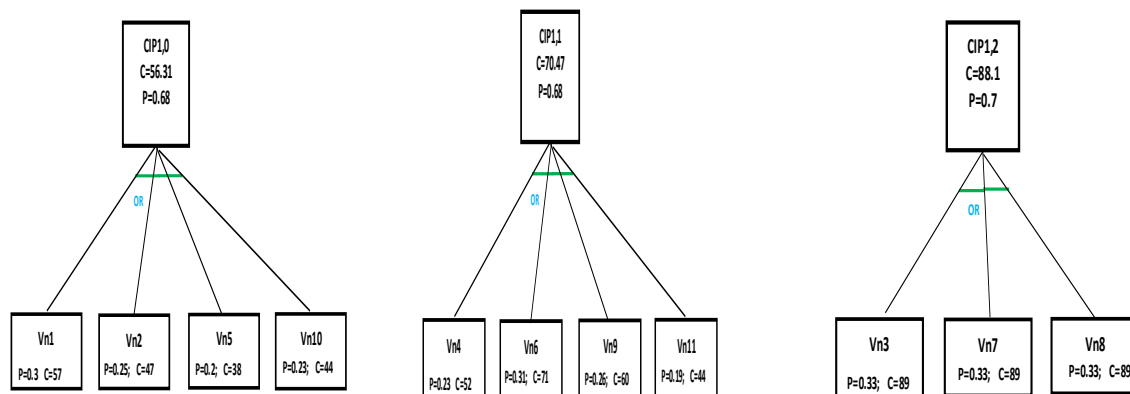 CIP1,0
C=56.31
P=0.68
OR
Vn1
P=0.3 C=57
Vn2
P=0.25; C=47
Vn5
P=0.2; C=38
Vn10
P=0.23; C=44
CIP1,1
C=70.47
P=0.68
OR
Vn4
P=0.23 C=52
Vn6
P=0.31; C=71
Vn9
P=0.26; C=60
Vn11
P=0.19; C=44
CIP1,2
C=88.1
P=0.7
OR
Vn3
P=0.33; C=89
Vn7
P=0.33; C=89
Vn8
P=0.33; C=89